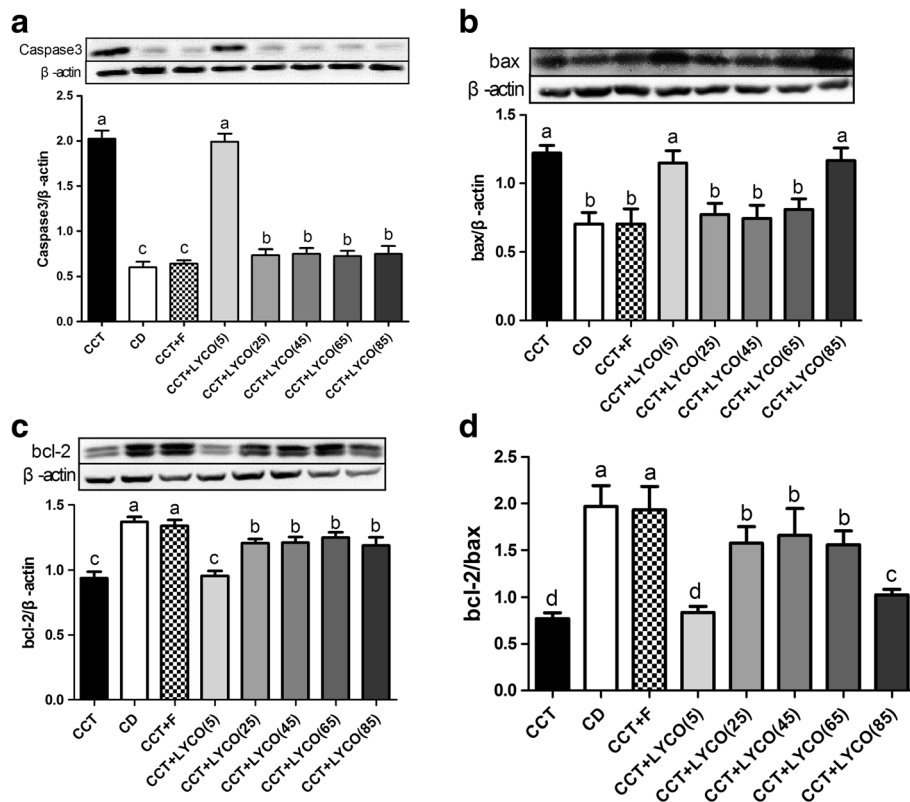 a
Caspase3
β -actin
Caspase3/β-actin
2.5
2.0
1.5
1.0
0.5
0.0
a
c
c
a
b
b
b
b
CCT
CD
CCT+F
CCT+LYCO(5)
CCT+LYCO(25)
CCT+LYCO(45)
CCT+LYCO(65)
CCT+LYCO(85)
b
bax
β -actin
bax/β -actin
1.5
1.0
0.5
0.0
a
b
b
a
b
b
b
a
CCT
CD
CCT+F
CCT+LYCO(5)
CCT+LYCO(25)
CCT+LYCO(45)
CCT+LYCO(65)
CCT+LYCO(85)
c
bcl-2
β -actin
bcl-2/β -actin
1.5
1.0
0.5
0.0
c
a
a
c
b
b
b
b
CCT
CD
CCT+F
CCT+LYCO(5)
CCT+LYCO(25)
CCT+LYCO(45)
CCT+LYCO(65)
CCT+LYCO(85)
d
bcl-2/bax
2.5
2.0
1.5
1.0
0.5
0.0
d
a
a
d
b
b
b
c
CCT
CD
CCT+F
CCT+LYCO(5)
CCT+LYCO(25)
CCT+LYCO(45)
CCT+LYCO(65)
CCT+LYCO(85)